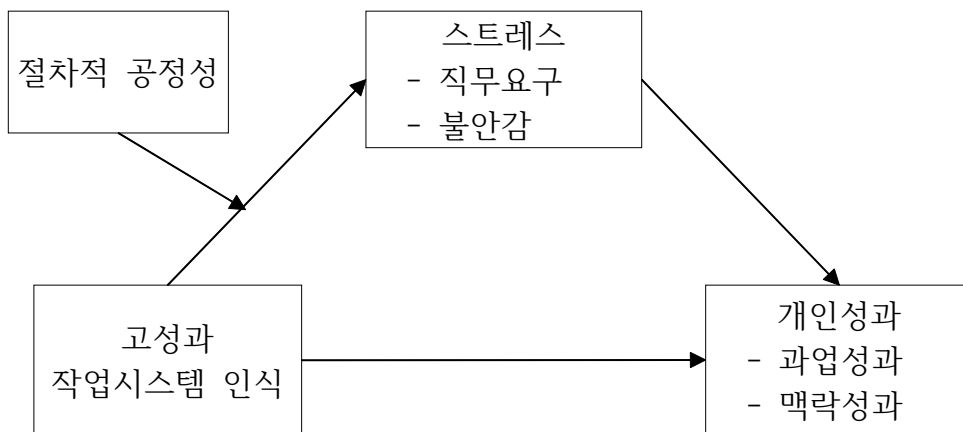 절차적 공정성
스트레스
- 직무요구
- 불안감
고성과
작업시스템 인식
개인성과
- 과업성과
- 맥락성과